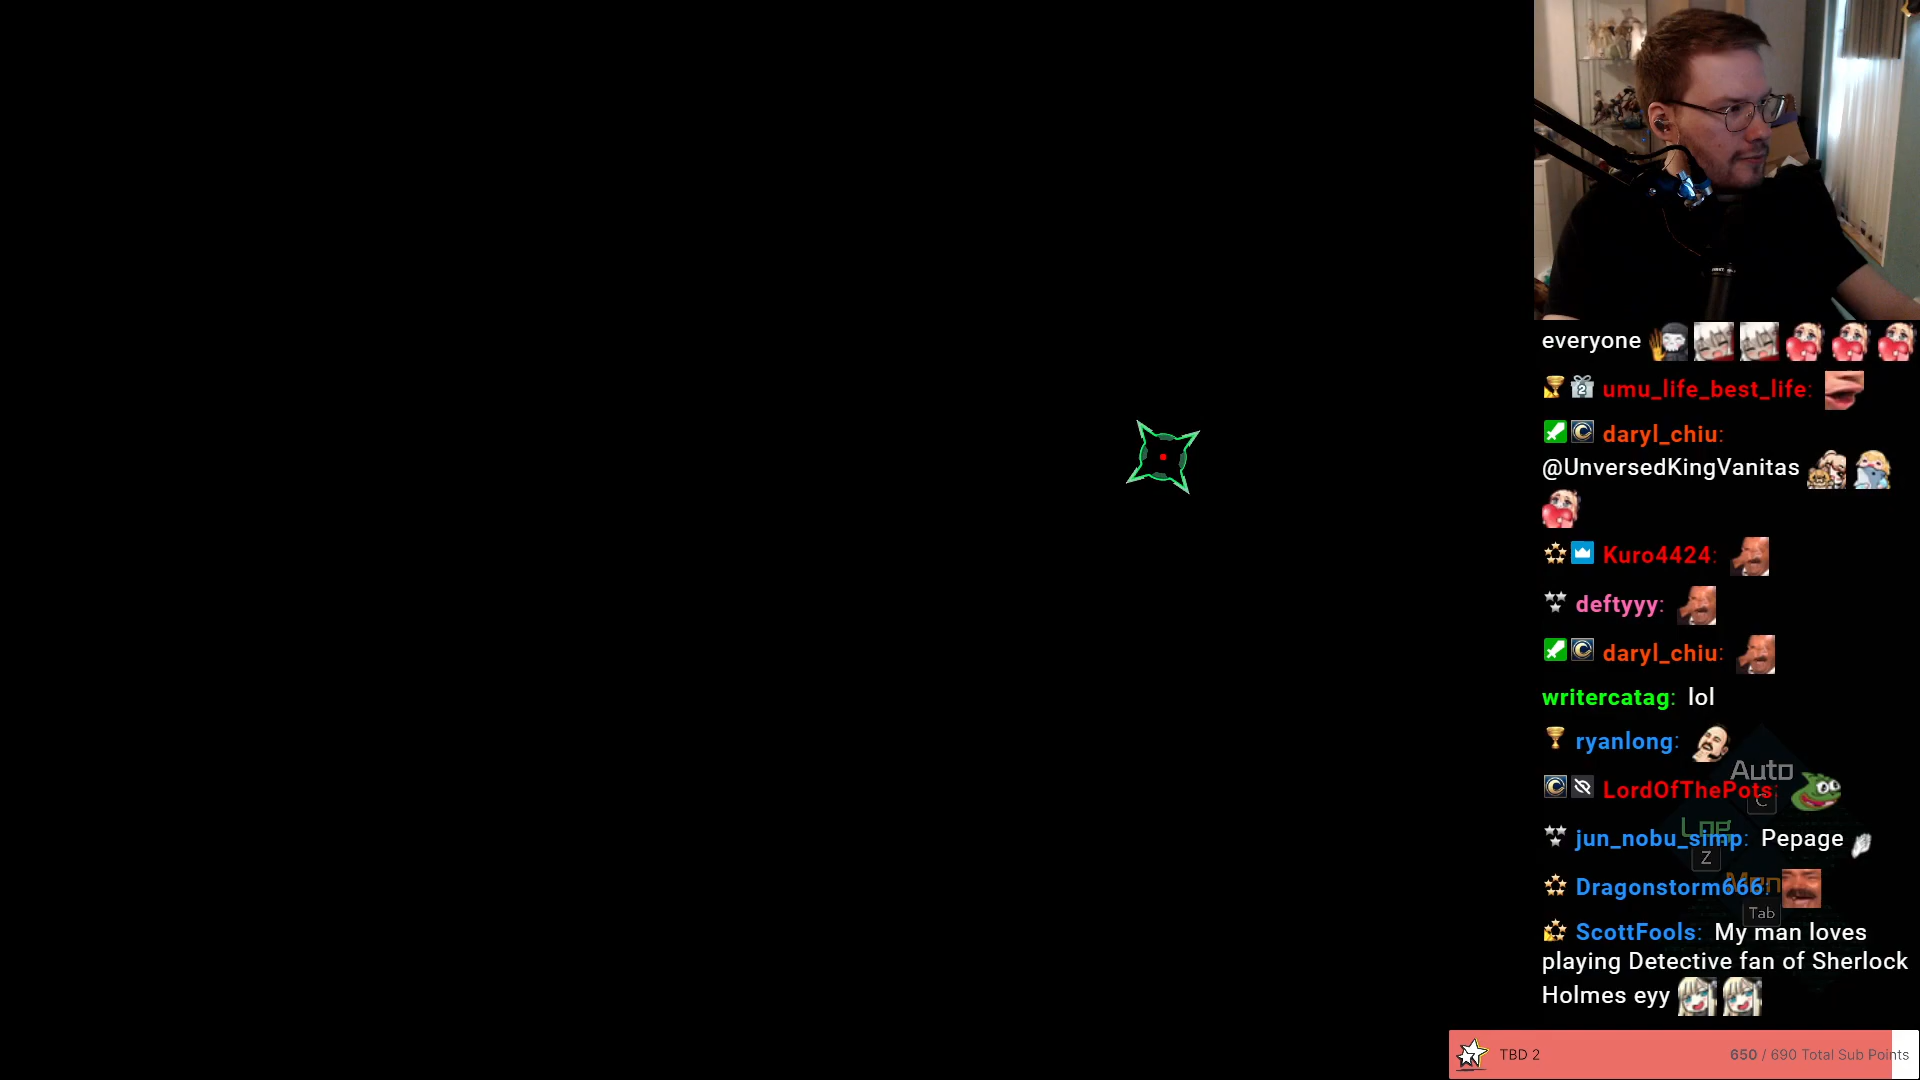 everyone
umu_life_best_life:
daryl_chiu:
@UnversedKingVanitas
Kuro4424:
deftyyy:
daryl_chiu:
writercatag: lol
ryanlong:
Auto
LordOfThePots:
C
Log
jun_nobu_simp: Pepage
Z
Dragonstorm666:
Tab
ScottFools: My man loves
playing Detective fan of Sherlock
Holmes eyy
TBD 2 650 / 690 Total Sub Points